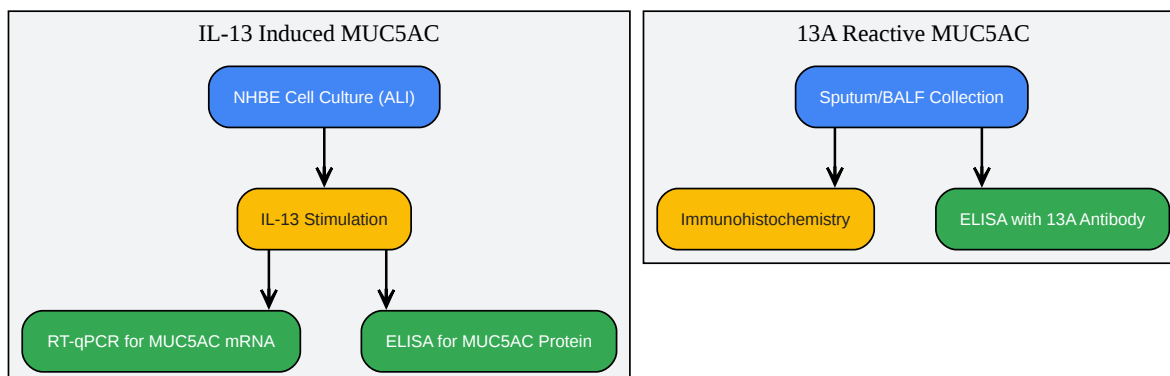 IL-13 Induced MUC5AC
NHBE Cell Culture (ALI)
IL-13 Stimulation
RT-qPCR for MUC5AC mRNA
ELISA for MUC5AC Protein
13A Reactive MUC5AC
Sputum/BALF Collection
Immunohistochemistry
ELISA with 13A Antibody